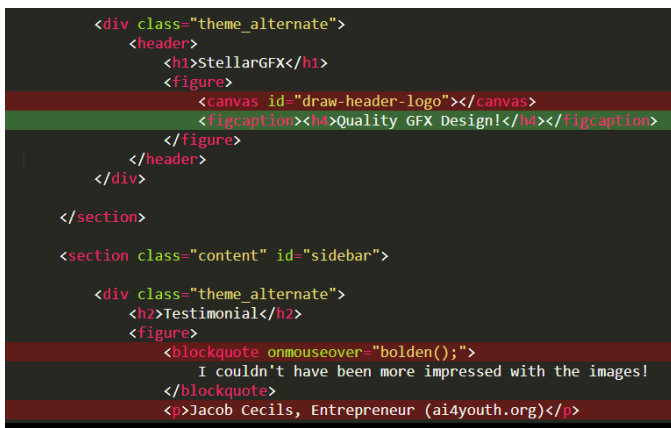 <div class="theme_alternate">
<header>
<h1>StellarGFX</h1>
<figure>
<canvas id="draw-header-logo"></canvas>
<figcaption><h4>Quality GFX Design!</h4></figcaption>
</figure>
</header>
</div>
</section>
<section class="content" id="sidebar">
<div class="theme_alternate">
<h2>Testimonial</h2>
<figure>
<blockquote onmouseover="bolden();">
I couldn't have been more impressed with the images!
</blockquote>
<p>Jacob Cecils, Entrepreneur (ai4youth.org)</p>